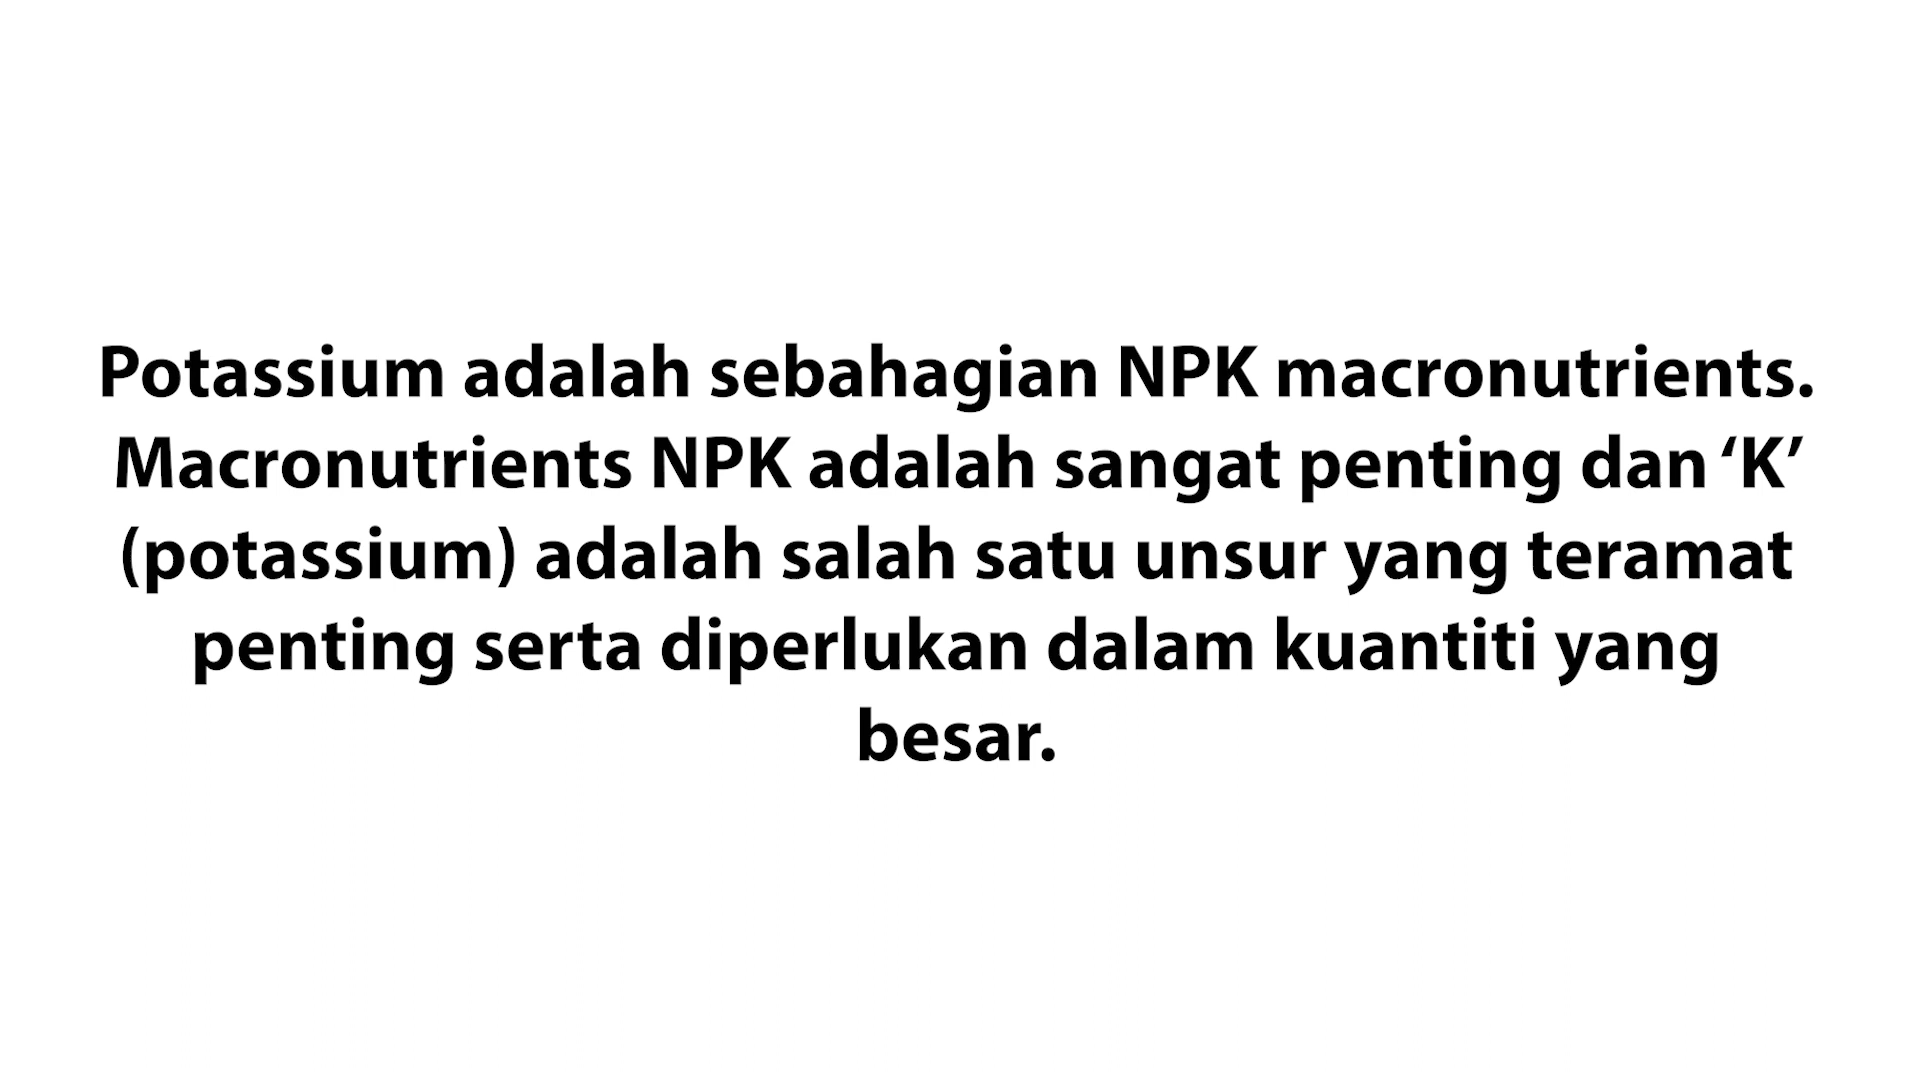 Potassium adalah sebahagian NPK macronutrients.
Macronutrients NPK adalah sangat penting dan ‘K’
(potassium) adalah salah satu unsur yang teramat
penting serta diperlukan dalam kuantiti yang
besar.